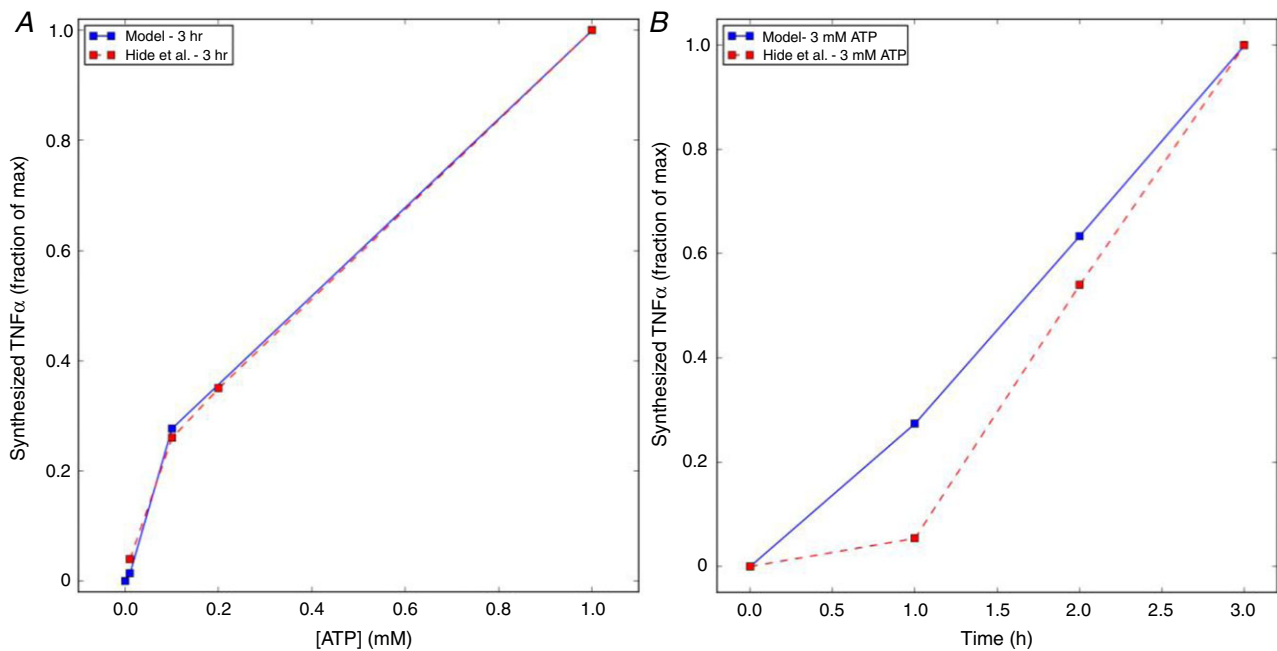 A
Model - 3 hr
Hide et al. - 3 hr
1.0
0.8
0.6
0.4
0.2
0
Synthesized TNFα (fraction of max)
0.0 0.2 0.4 0.6 0.8 1.0
[ATP] (mM)
B
Model- 3 mM ATP
Hide et al. - 3 mM ATP
1.0
0.8
0.6
0.4
0.2
0
Synthesized TNFα (fraction of max)
0.0 0.5 1.0 1.5 2.0 2.5 3.0
Time (h)